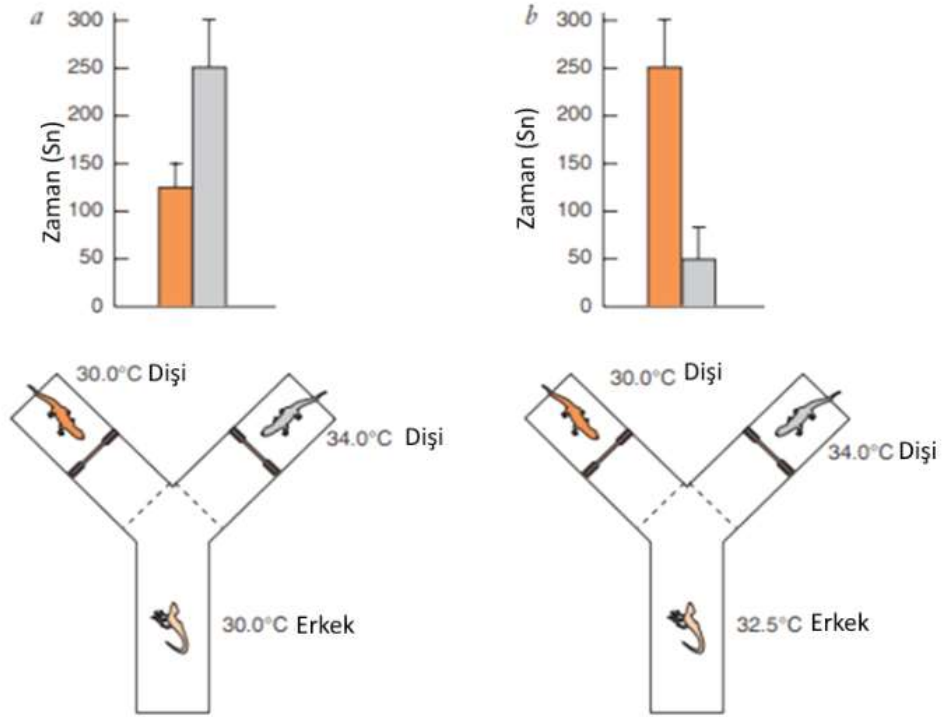 a
Zaman (Sn)
300
250
200
150
100
50
0
30.0°C Dişi
34.0°C Dişi
30.0°C Erkek
b
Zaman (Sn)
300
250
200
150
100
50
0
30.0°C Dişi
34.0°C Dişi
32.5°C Erkek